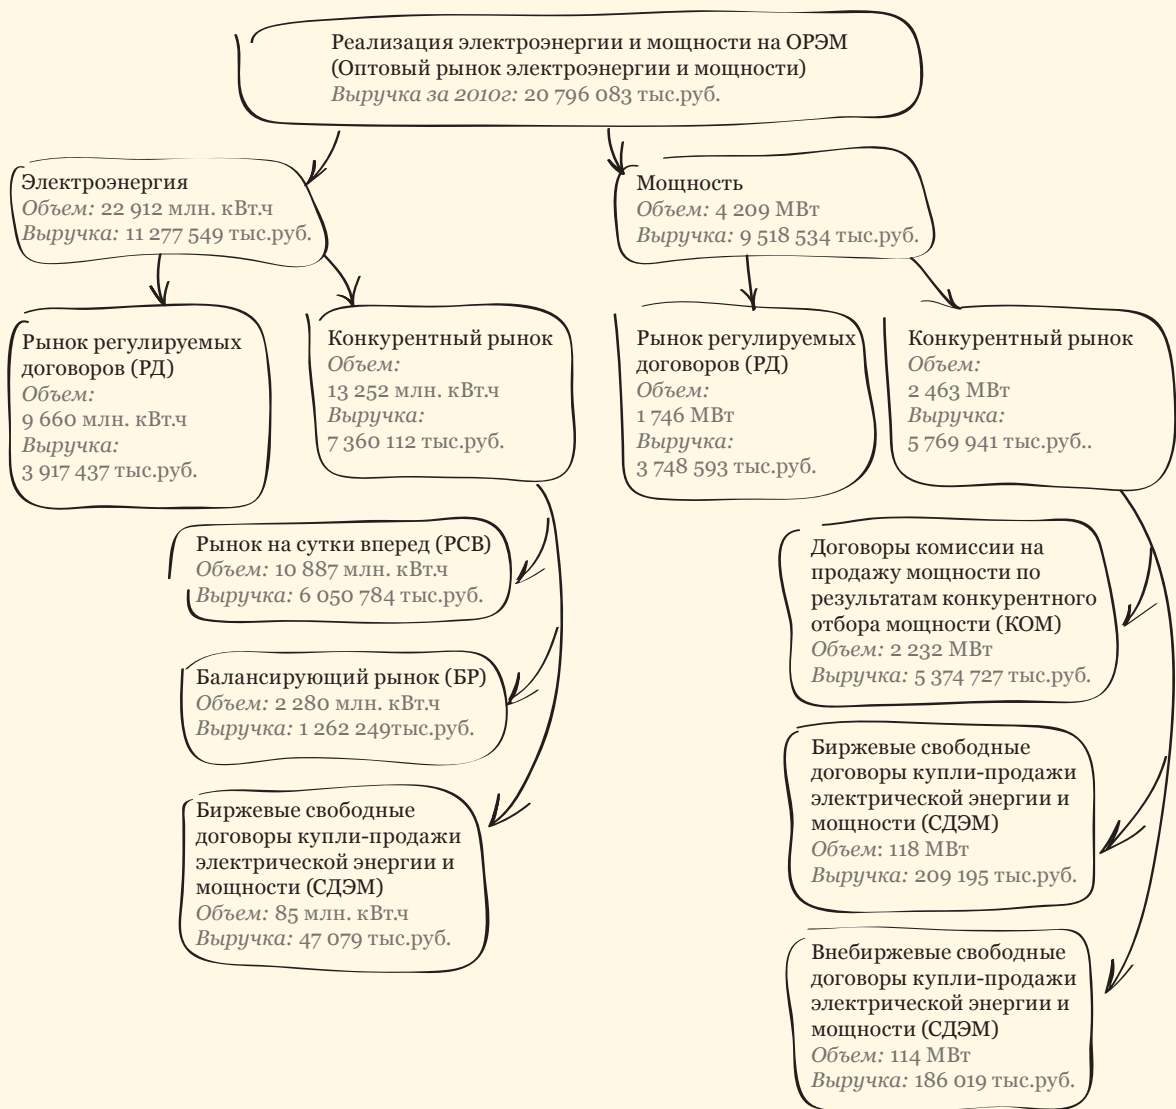 Реализация электроэнергии и мощности на ОРЭМ
(Оптовый рынок электроэнергии и мощности)
Выручка за 2010г: 20 796 083 тыс.руб.
Электроэнергия
Объем: 22 912 млн. кВт.ч
Выручка: 11 277 549 тыс.руб.
Мощность
Объем: 4 209 МВт
Выручка: 9 518 534 тыс.руб.
Рынок регулируемых
договоров (РД)
Объем:
9 660 млн. кВт.ч
Выручка:
3 917 437 тыс.руб.
Конкурентный рынок
Объем:
13 252 млн. кВт.ч
Выручка:
7 360 112 тыс.руб.
Рынок регулируемых
договоров (РД)
Объем:
1 746 МВт
Выручка:
3 748 593 тыс.руб.
Конкурентный рынок
Объем:
2 463 МВт
Выручка:
5 769 941 тыс.руб..
Рынок на сутки вперед (РСВ)
Объем: 10 887 млн. кВт.ч
Выручка: 6 050 784 тыс.руб.
Балансирующий рынок (БР)
Объем: 2 280 млн. кВт.ч
Выручка: 1 262 249тыс.руб.
Биржевые свободные
договоры купли-продажи
электрической энергии и
мощности (СДЭМ)
Объем: 85 млн. кВт.ч
Выручка: 47 079 тыс.руб.
Договоры комиссии на
продажу мощности по
результатам конкурентного
отбора мощности (КОМ)
Объем: 2 232 МВт
Выручка: 5 374 727 тыс.руб.
Биржевые свободные
договоры купли-продажи
электрической энергии и
мощности (СДЭМ)
Объем: 118 МВт
Выручка: 209 195 тыс.руб.
Внебиржевые свободные
договоры купли-продажи
электрической энергии и
мощности (СДЭМ)
Объем: 114 МВт
Выручка: 186 019 тыс.руб.